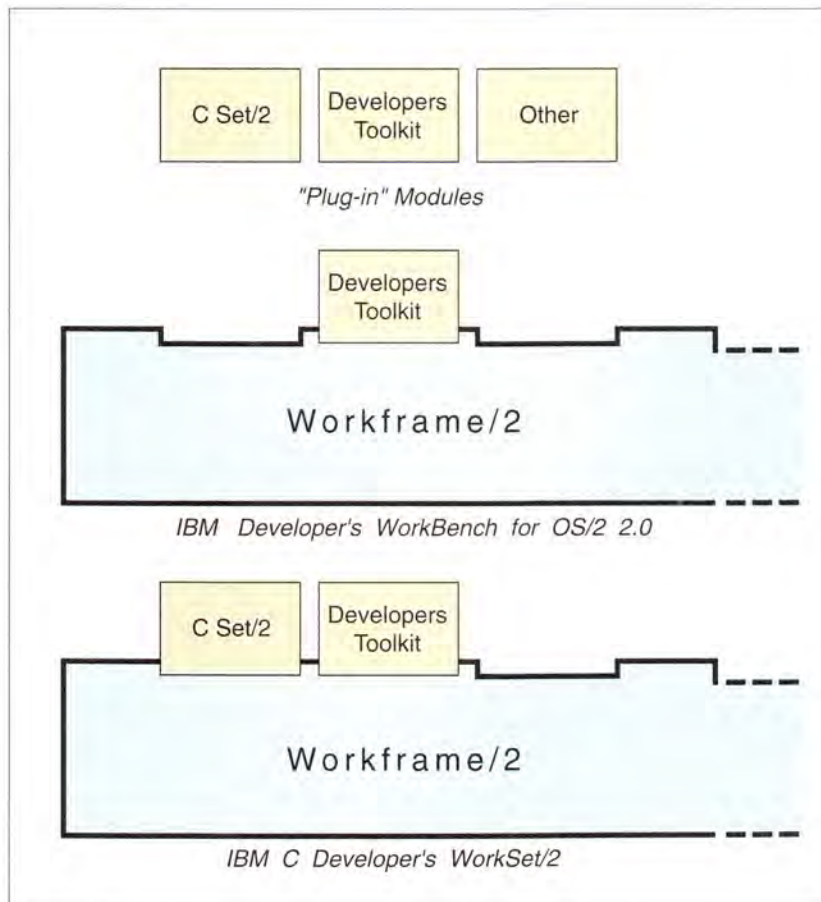 C Set/2
Developers
Toolkit
Other
"Plug-in" Modules
Developers
Toolkit
Workframe/2
IBM Developer's WorkBench for OS/2 2.0
C Set/2
Developers
Toolkit
Workframe/2
IBM C Developer's WorkSet/2